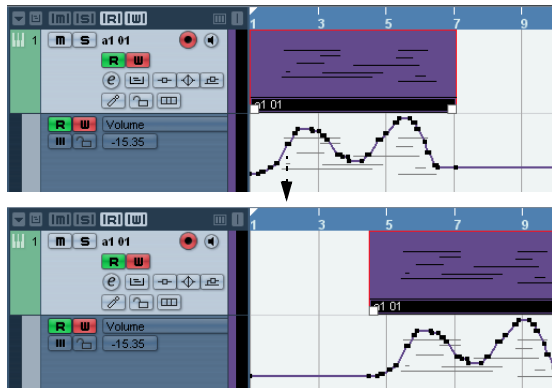 M S R W
1 3 5 7 9
1 M S a1 01
R W
e
a1 01
R W Volume
-15.35
M S R W
1 3 5 7 9
1 M S a1 01
R W
e
a1 01
R W Volume
-15.35